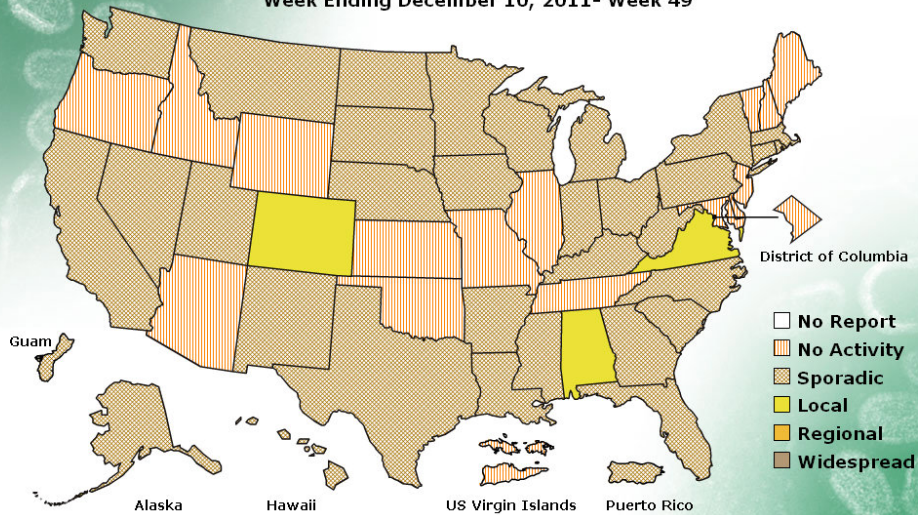 Week Ending December 10, 2011- Week 49
District of Columbia
Guam
No Report
No Activity
Sporadic
Local
Regional
Widespread
Alaska
Hawaii
US Virgin Islands
Puerto Rico